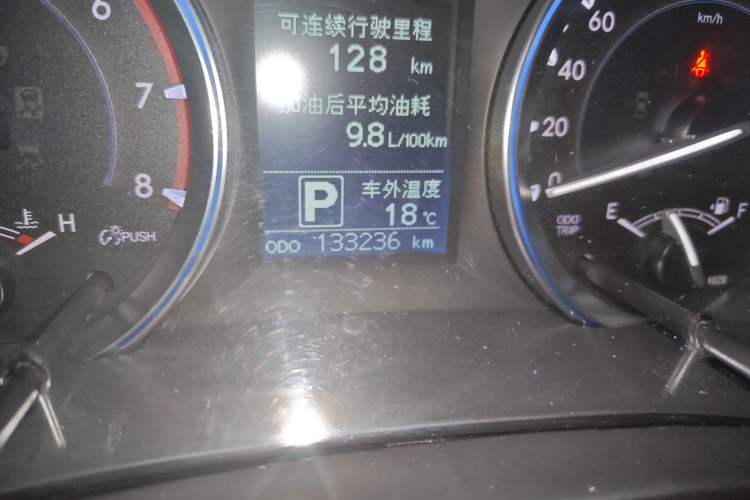 可连续行驶里程
128 km
加油后平均油耗
9.8 L/100km
P 车外温度
18℃
ODO 133236 km
6
7
8
H
PUSH
km/h
60
40
20
0
ODO
TRIP
E
F